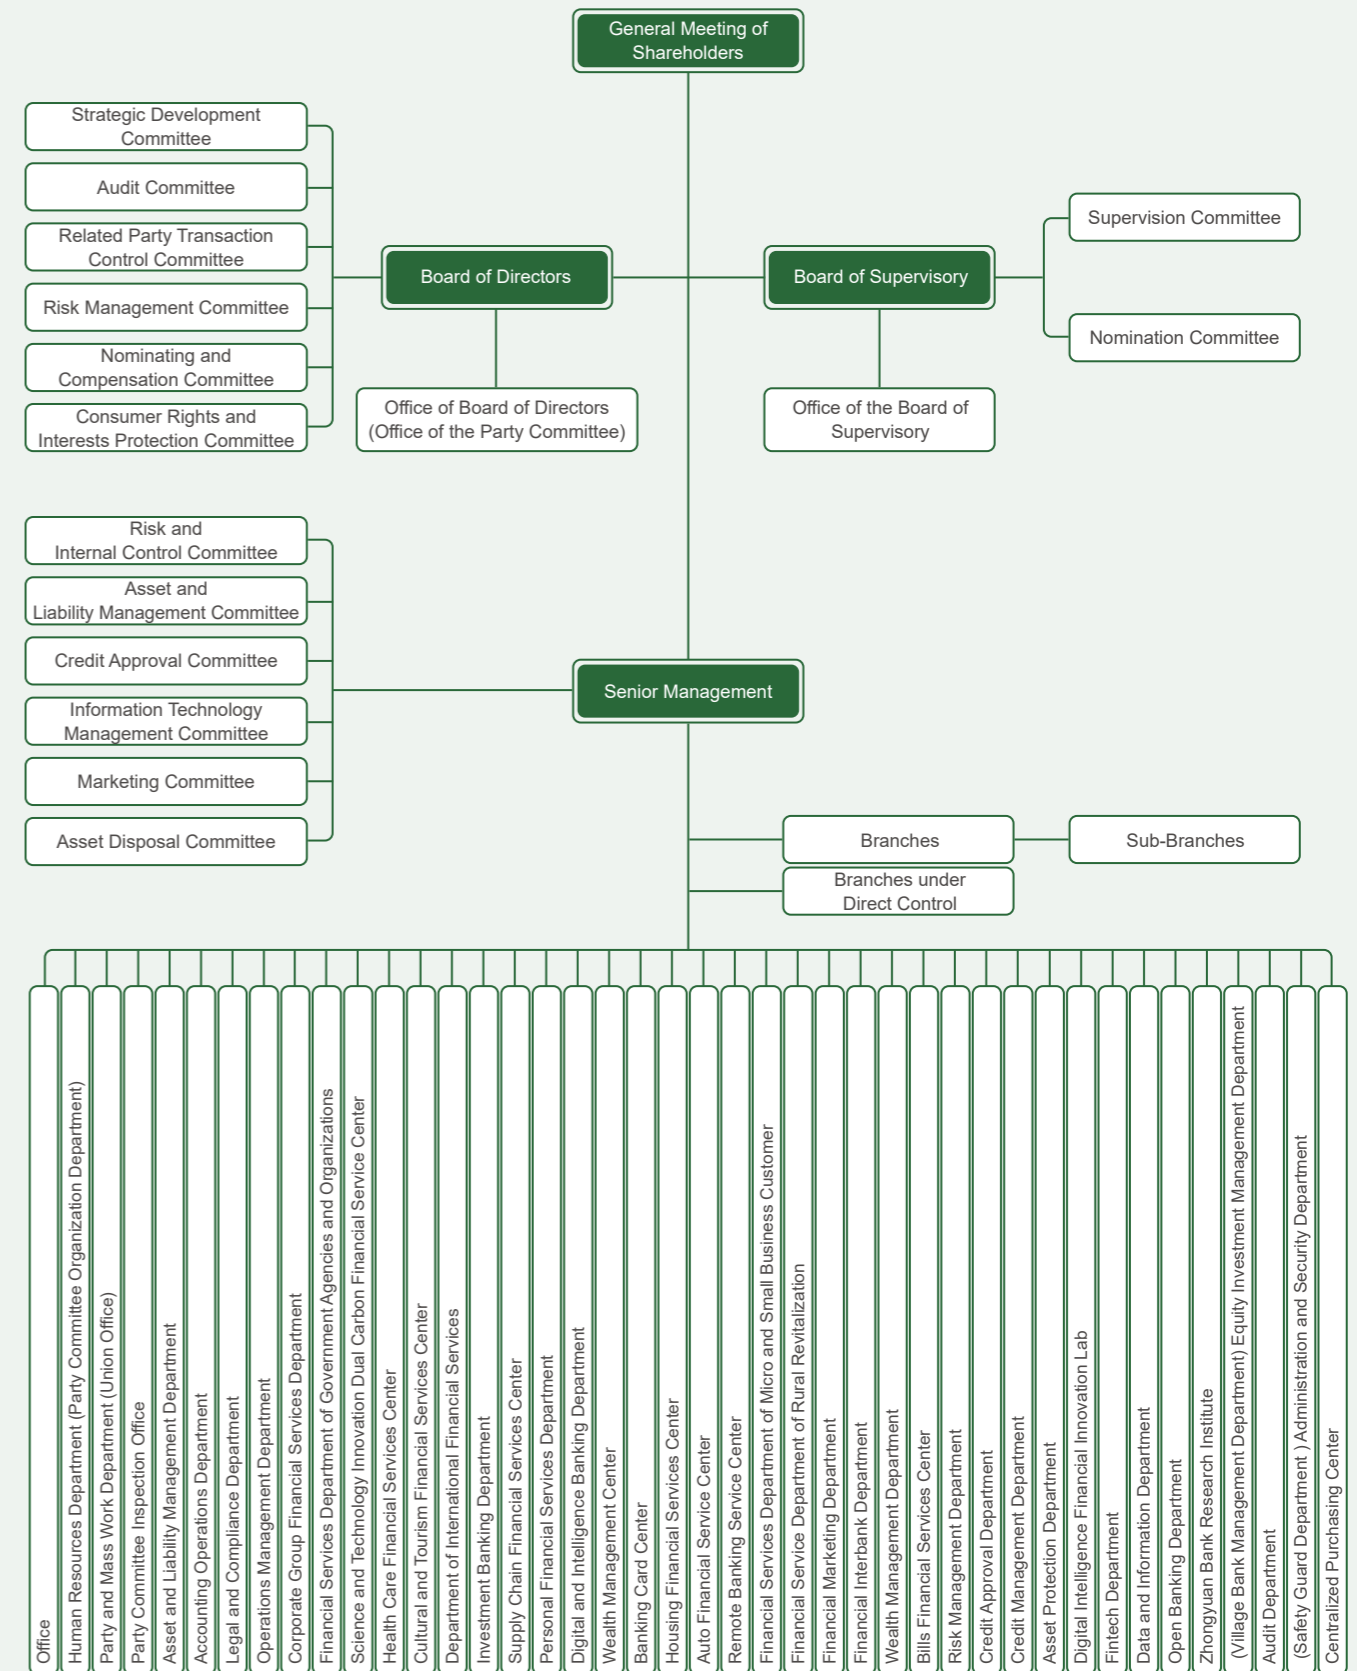 General Meeting of
Shareholders
Strategic Development
Committee
Audit Committee
Related Party Transaction
Control Committee
Risk Management Committee
Nominating and
Compensation Committee
Consumer Rights and
Interests Protection Committee
Board of Directors
Office of Board of Directors
(Office of the Party Committee)
Board of Supervisory
Office of the Board of
Supervisory
Supervision Committee
Nomination Committee
Risk and
Internal Control Committee
Asset and
Liability Management Committee
Credit Approval Committee
Information Technology
Management Committee
Marketing Committee
Asset Disposal Committee
Senior Management
Branches
Sub-Branches
Branches under
Direct Control
Office
Human Resources Department (Party Committee Organization Department)
Party and Mass Work Department (Union Office)
Party Committee Inspection Office
Asset and Liability Management Department
Accounting Operations Department
Legal and Compliance Department
Operations Management Department
Corporate Group Financial Services Department
Financial Services Department of Government Agencies and Organizations
Science and Technology Innovation Dual Carbon Financial Service Center
Health Care Financial Services Center
Cultural and Tourism Financial Services Center
Department of International Financial Services
Investment Banking Department
Supply Chain Financial Services Center
Personal Financial Services Department
Digital and Intelligence Banking Department
Wealth Management Center
Banking Card Center
Housing Financial Services Center
Auto Financial Service Center
Remote Banking Service Center
Financial Services Department of Micro and Small Business Customer
Financial Service Department of Rural Revitalization
Financial Marketing Department
Financial Interbank Department
Wealth Management Department
Bills Financial Services Center
Risk Management Department
Credit Approval Department
Credit Management Department
Asset Protection Department
Digital Intelligence Financial Innovation Lab
Fintech Department
Data and Information Department
Open Banking Department
Zhongyuan Bank Research Institute
(Village Bank Management Department) Equity Investment Management Department
Audit Department
(Safety Guard Department ) Administration and Security Department
Centralized Purchasing Center